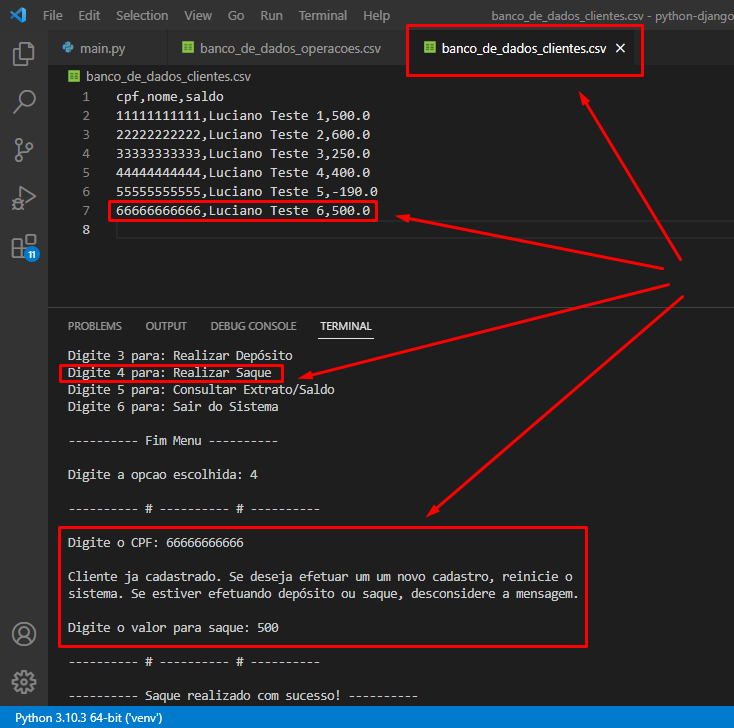 File Edit Selection View Go Run Terminal Help banco_de_dados_clientes.csv - python-django
main.py banco_de_dados_operacoes.csv banco_de_dados_clientes.csv
banco_de_dados_clientes.csv
1 cpf,nome,saldo
2 11111111111,Luciano Teste 1,500.0
3 22222222222,Luciano Teste 2,600.0
4 33333333333,Luciano Teste 3,250.0
5 44444444444,Luciano Teste 4,400.0
6 55555555555,Luciano Teste 5,-190.0
7 66666666666,Luciano Teste 6,500.0
8
11
PROBLEMS OUTPUT DEBUG CONSOLE TERMINAL
Digite 3 para: Realizar Depósito
Digite 4 para: Realizar Saque
Digite 5 para: Consultar Extrato/Saldo
Digite 6 para: Sair do Sistema
---------- Fim Menu ----------
Digite a opcao escolhida: 4
---------- # ---------- # ----------
Digite o CPF: 66666666666
Cliente ja cadastrado. Se deseja efetuar um um novo cadastro, reinicie o
sistema. Se estiver efetuando depósito ou saque, desconsidere a mensagem.
Digite o valor para saque: 500
---------- # ---------- # ----------
---------- Saque realizado com sucesso! ----------
Python 3.10.3 64-bit ('venv')